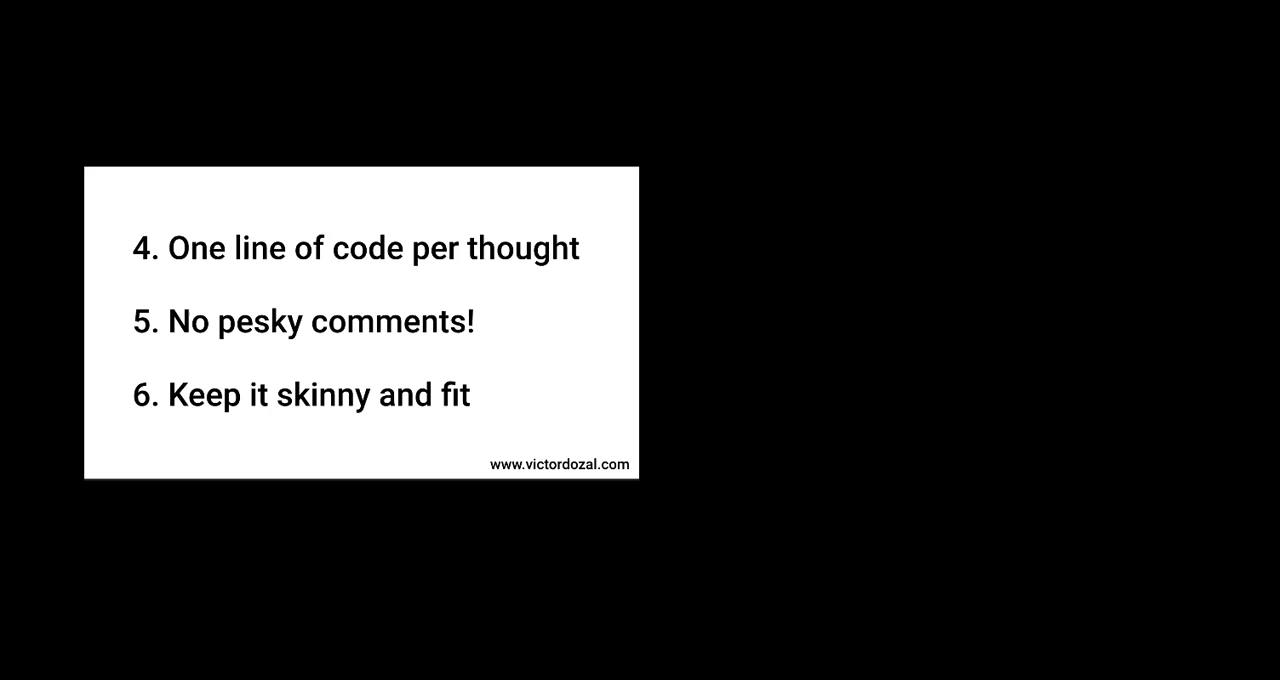 4. One line of code per thought
5. No pesky comments!
6. Keep it skinny and fit
www.victordozal.com